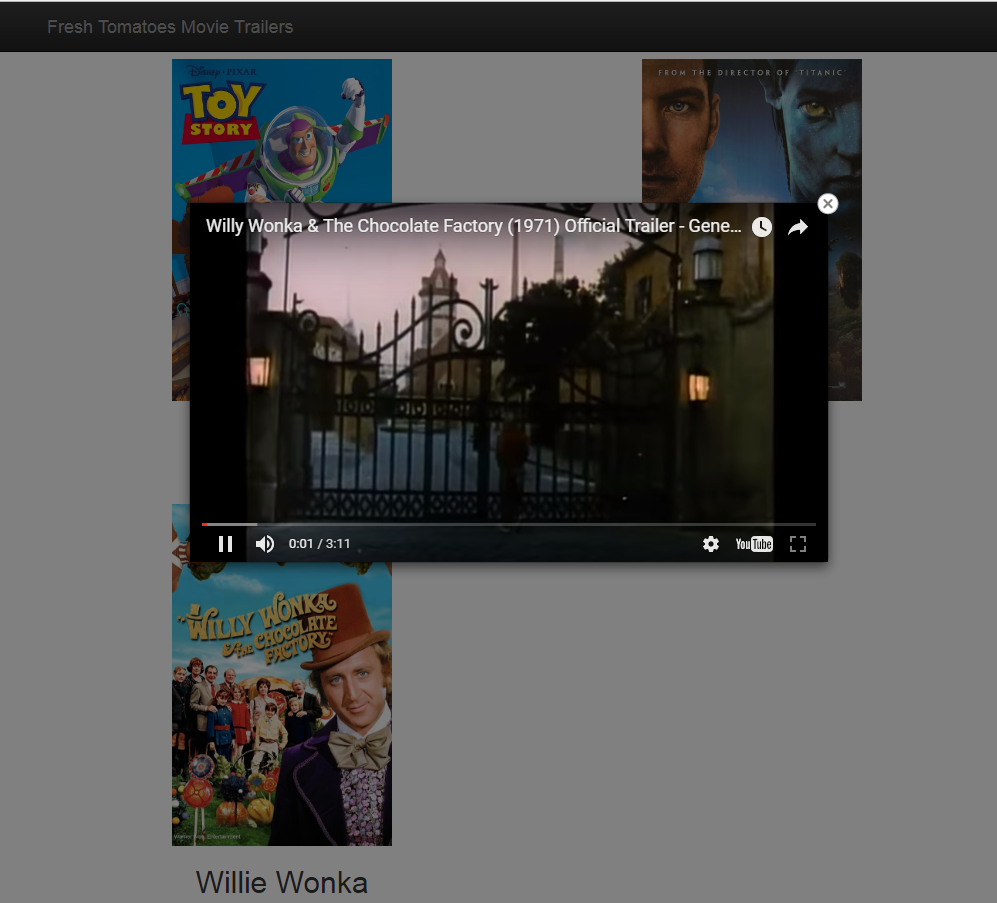 Fresh Tomatoes Movie Trailers
Disney · PIXAR
TOY
STORY
FROM THE DIRECTOR OF "TITANIC"
Willy Wonka & The Chocolate Factory (1971) Official Trailer - Gene...
0:01 / 3:11
YouTube
WILLY WONKA
& THE CHOCOLATE
FACTORY
Willie Wonka